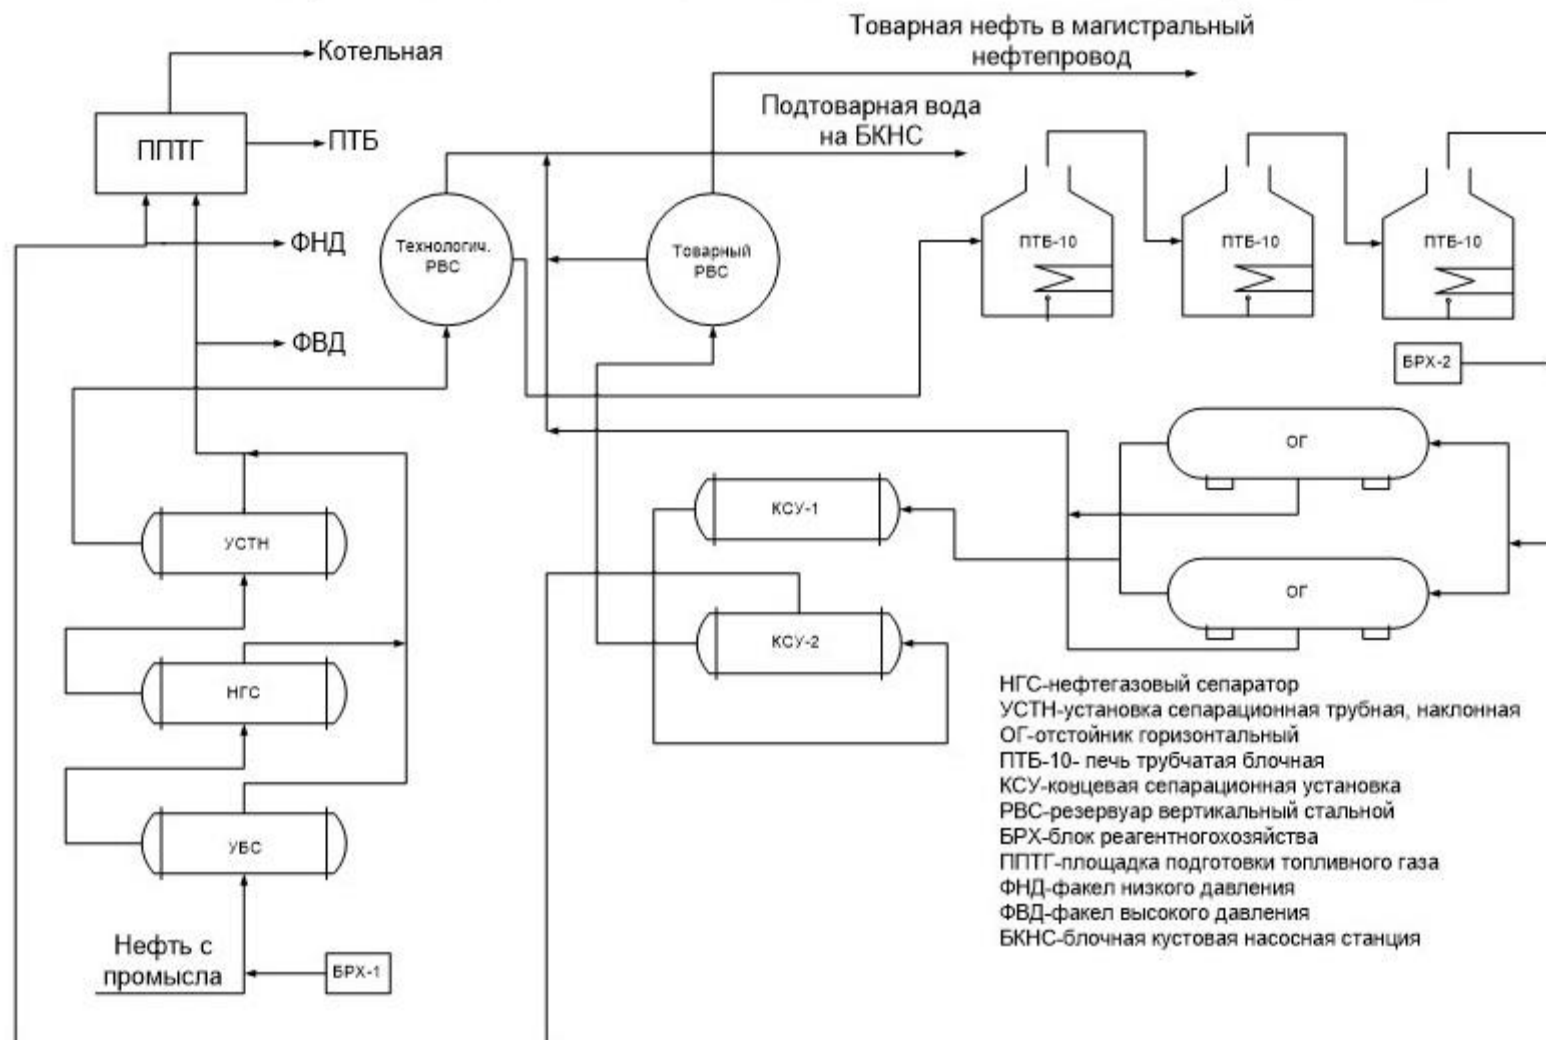 Товарная нефть в магистральный
нефтепровод
Котельная
Подтоварная вода
на БКНС
ППТГ
ПТБ
ФНД
Технологич.
РВС
Товарный
РВС
ПТБ-10
ПТБ-10
ПТБ-10
ФВД
БРХ-2
ОГ
КСУ-1
УСТН
ОГ
КСУ-2
НГС
НГС-нефтегазовый сепаратор
УСТН-установка сепарационная трубная, наклонная
ОГ-отстойник горизонтальный
ПТБ-10- печь трубчатая блочная
КСУ-концевая сепарационная установка
РВС-резервуар вертикальный стальной
БРХ-блок реагентногохозяйства
ППТГ-площадка подготовки топливного газа
ФНД-факел низкого давления
ФВД-факел высокого давления
БКНС-блочная кустовая насосная станция
УБС
Нефть с
промысла
БРХ-1